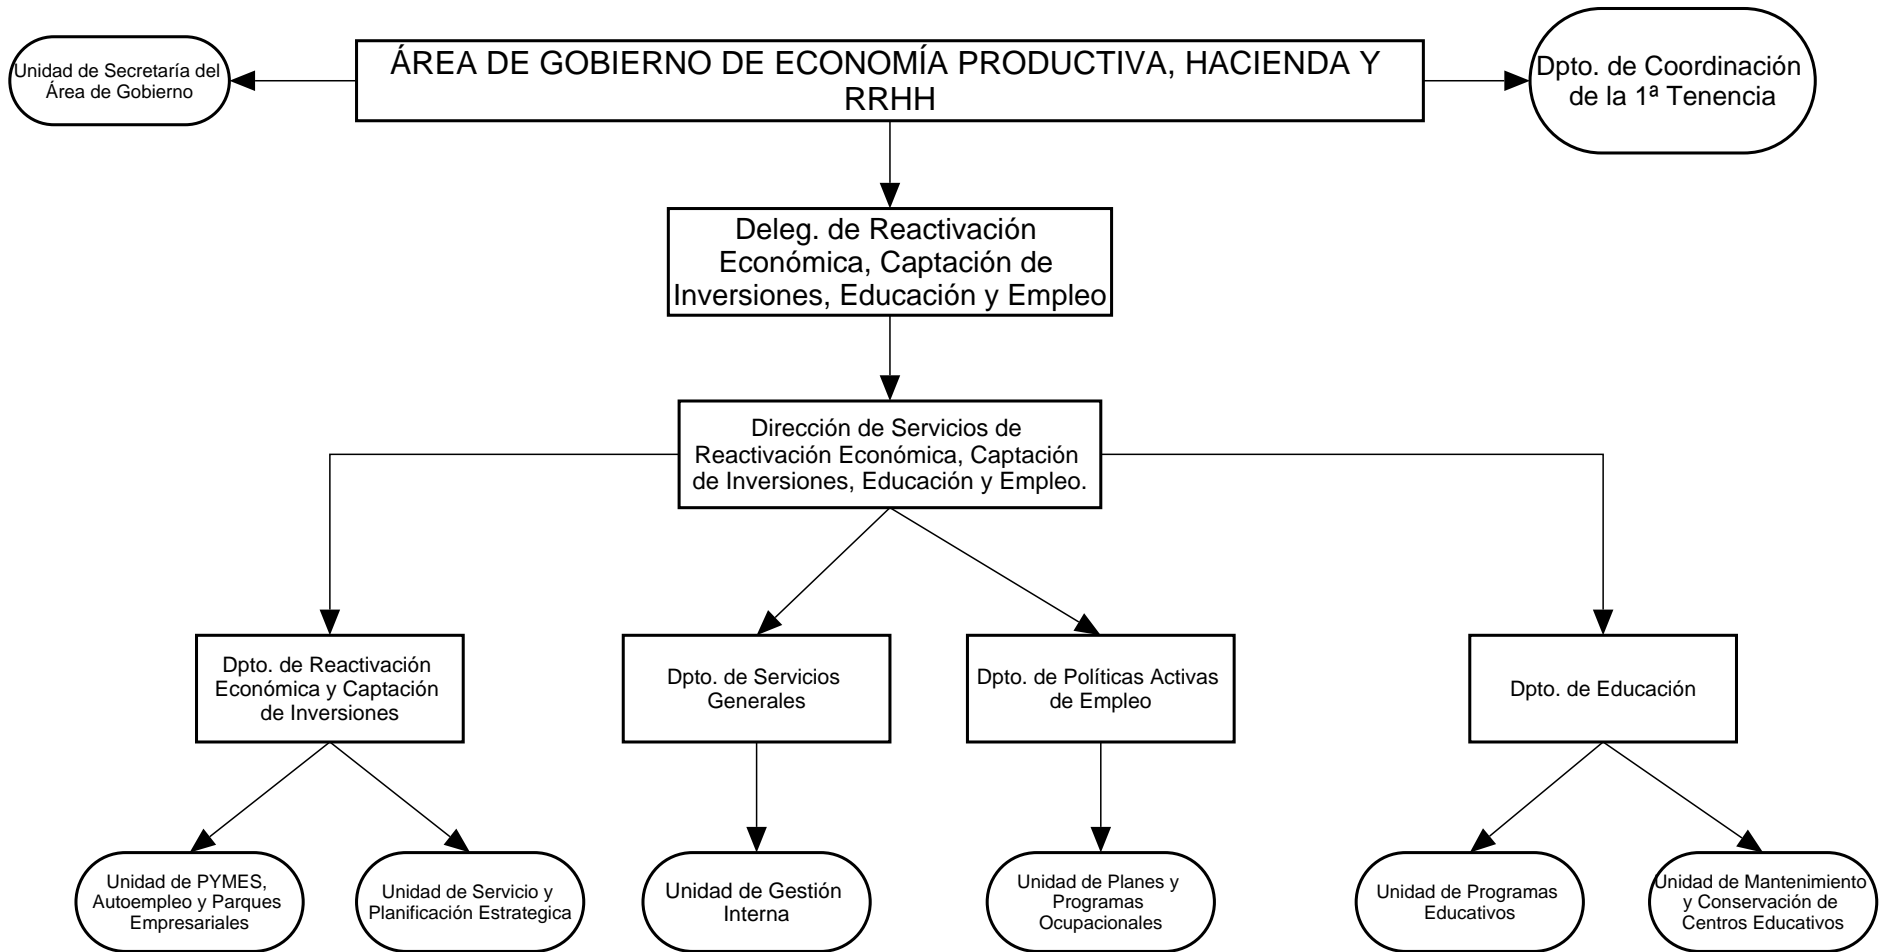 Unidad de Secretaría del
Área de Gobierno
ÁREA DE GOBIERNO DE ECONOMÍA PRODUCTIVA, HACIENDA Y
RRHH
Dpto. de Coordinación
de la 1ª Tenencia
Deleg. de Reactivación
Económica, Captación de
Inversiones, Educación y Empleo
Dirección de Servicios de
Reactivación Económica, Captación
de Inversiones, Educación y Empleo.
Dpto. de Reactivación
Económica y Captación
de Inversiones
Dpto. de Servicios
Generales
Dpto. de Políticas Activas
de Empleo
Dpto. de Educación
Unidad de PYMES,
Autoempleo y Parques
Empresariales
Unidad de Servicio y
Planificación Estrategica
Unidad de Gestión
Interna
Unidad de Planes y
Programas
Ocupacionales
Unidad de Programas
Educativos
Unidad de Mantenimiento
y Conservación de
Centros Educativos